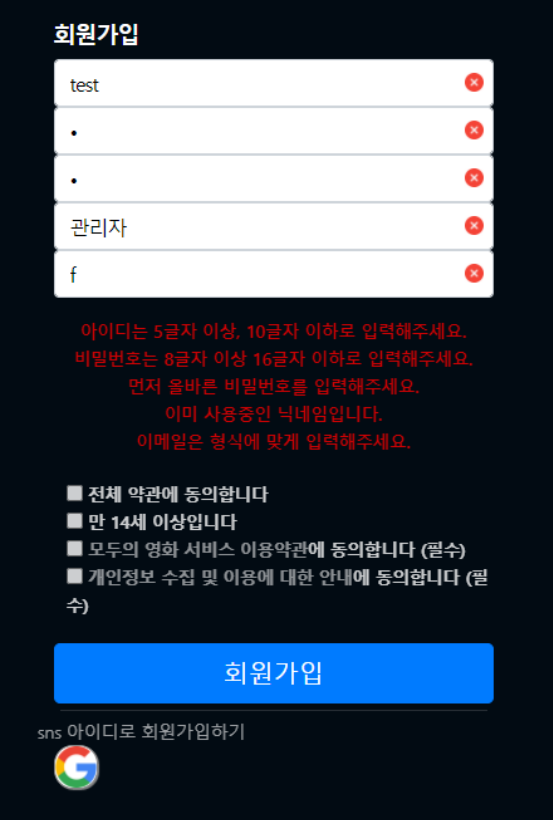 회원가입
test
•
•
관리자
f
아이디는 5글자 이상, 10글자 이하로 입력해주세요.
비밀번호는 8글자 이상 16글자 이하로 입력해주세요.
먼저 올바른 비밀번호를 입력해주세요.
이미 사용중인 닉네임입니다.
이메일은 형식에 맞게 입력해주세요.
전체 약관에 동의합니다
만 14세 이상입니다
모두의 영화 서비스 이용약관에 동의합니다 (필수)
개인정보 수집 및 이용에 대한 안내에 동의합니다 (필
수)
회원가입
sns 아이디로 회원가입하기
G